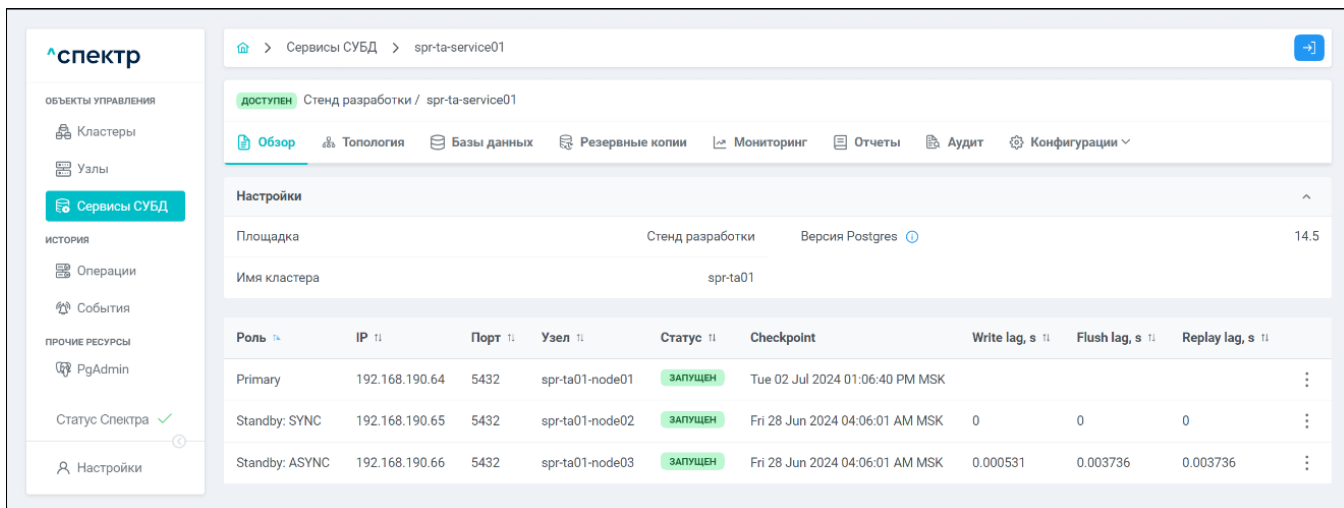 ^спектр
ОБЪЕКТЫ УПРАВЛЕНИЯ
Кластеры
Узлы
Сервисы СУБД
ИСТОРИЯ
Операции
События
ПРОЧИЕ РЕСУРСЫ
PgAdmin
Статус Спектра
Настройки
> Сервисы СУБД > spr-ta-service01
ДОСТУПЕН Стенд разработки / spr-ta-service01
Обзор Топология Базы данных Резервные копии Мониторинг Отчеты Аудит Конфигурации
Настройки
Площадка Стенд разработки Версия Postgres 14.5
Имя кластера spr-ta01
Роль IP Порт Узел Статус Checkpoint Write lag, s Flush lag, s Replay lag, s
Primary 192.168.190.64 5432 spr-ta01-node01 ЗАПУЩЕН Tue 02 Jul 2024 01:06:40 PM MSK
Standby: SYNC 192.168.190.65 5432 spr-ta01-node02 ЗАПУЩЕН Fri 28 Jun 2024 04:06:01 AM MSK 0 0 0
Standby: ASYNC 192.168.190.66 5432 spr-ta01-node03 ЗАПУЩЕН Fri 28 Jun 2024 04:06:01 AM MSK 0.000531 0.003736 0.003736